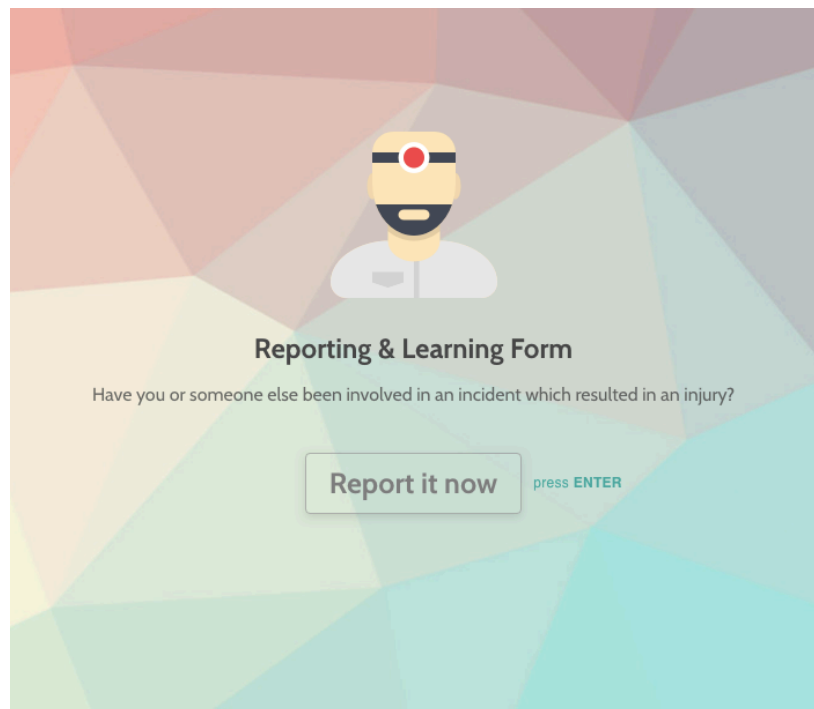 Reporting & Learning Form
Have you or someone else been involved in an incident which resulted in an injury?
Report it now
press ENTER